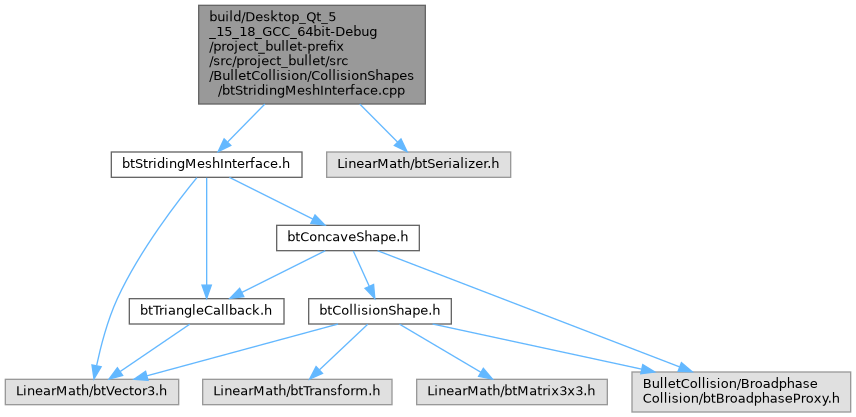 build/Desktop_Qt_5
_15_18_GCC_64bit-Debug
/project_bullet-prefix
/src/project_bullet/src
/BulletCollision/CollisionShapes
/btStridingMeshInterface.cpp
btStridingMeshInterface.h
LinearMath/btSerializer.h
btConcaveShape.h
btTriangleCallback.h
btCollisionShape.h
LinearMath/btVector3.h
LinearMath/btTransform.h
LinearMath/btMatrix3x3.h
BulletCollision/Broadphase
Collision/btBroadphaseProxy.h